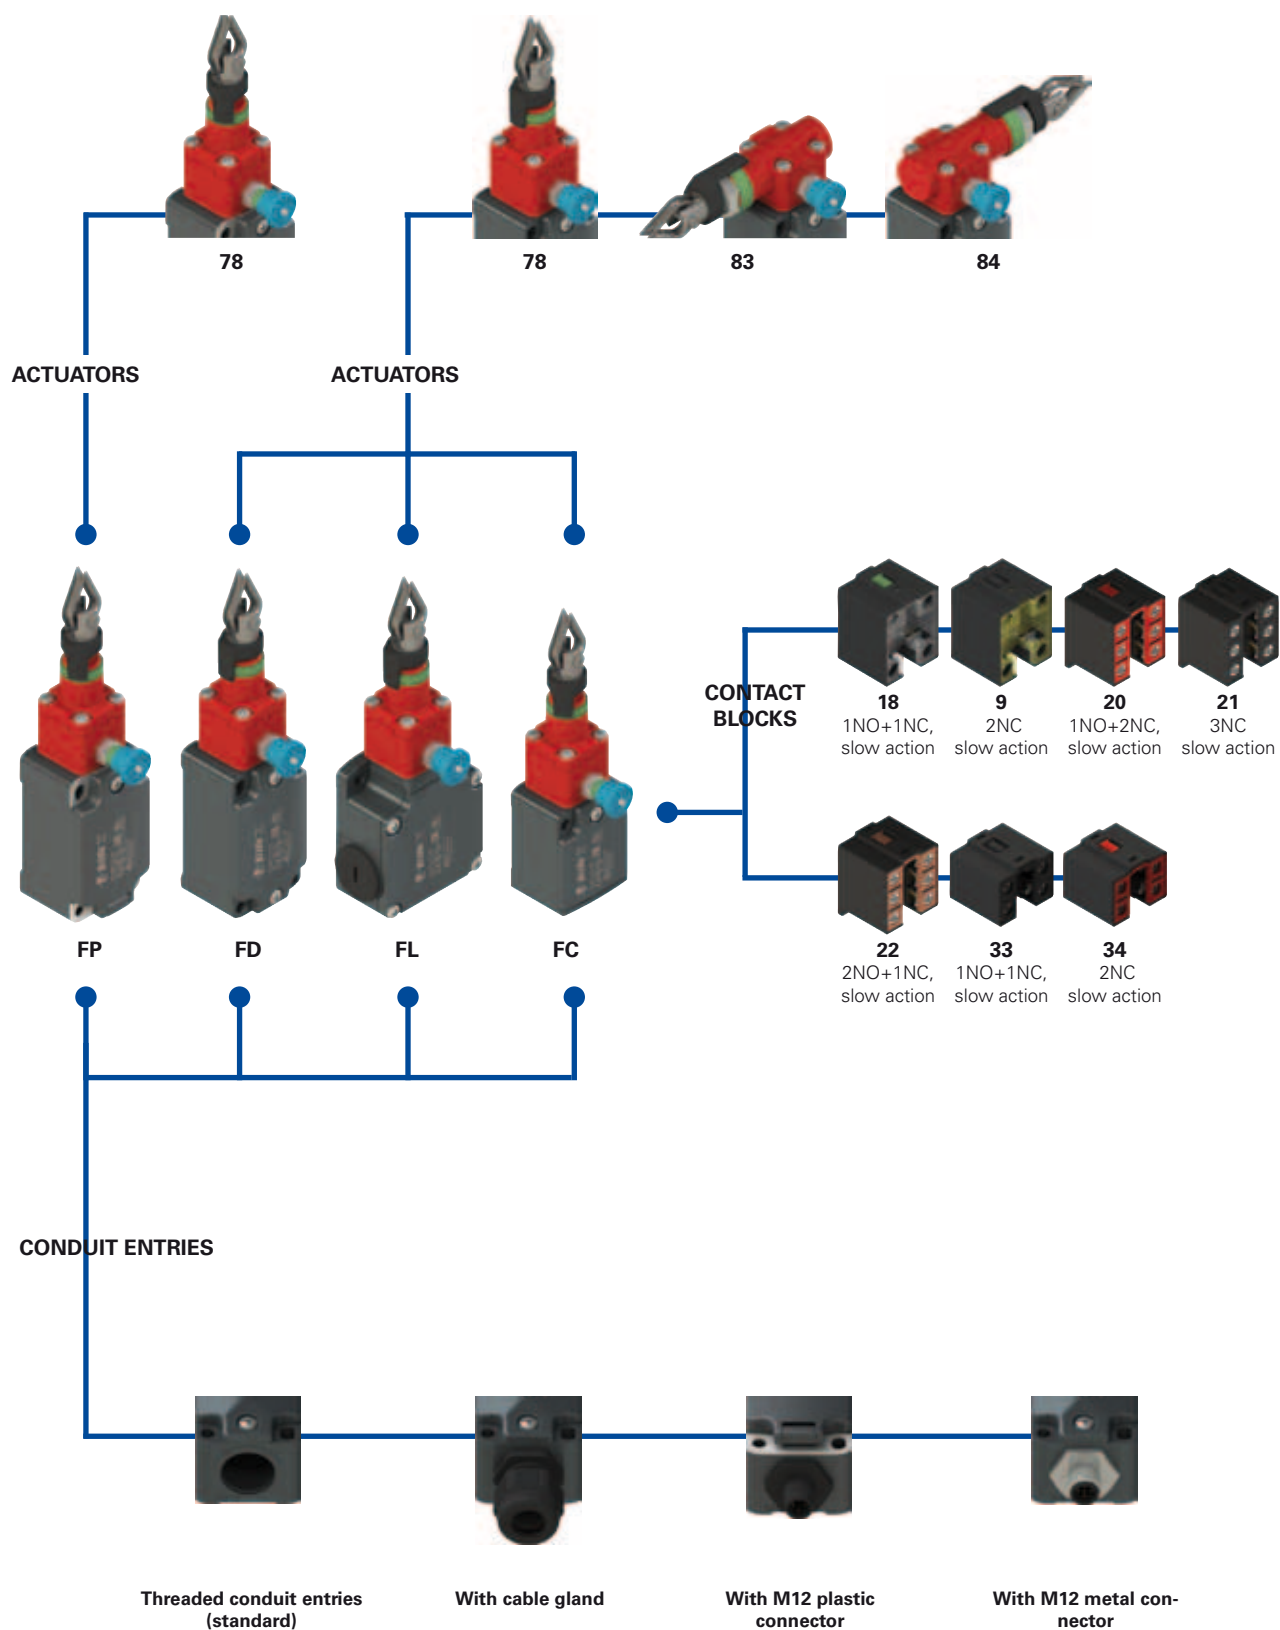 78
78
83
84
ACTUATORS
ACTUATORS
CONTACT
BLOCKS
18
1NO+1NC,
slow action
9
2NC
slow action
20
1NO+2NC,
slow action
21
3NC
slow action
22
2NO+1NC,
slow action
33
1NO+1NC,
slow action
34
2NC
slow action
FP
FD
FL
FC
CONDUIT ENTRIES
Threaded conduit entries
(standard)
With cable gland
With M12 plastic
connector
With M12 metal con-
nector